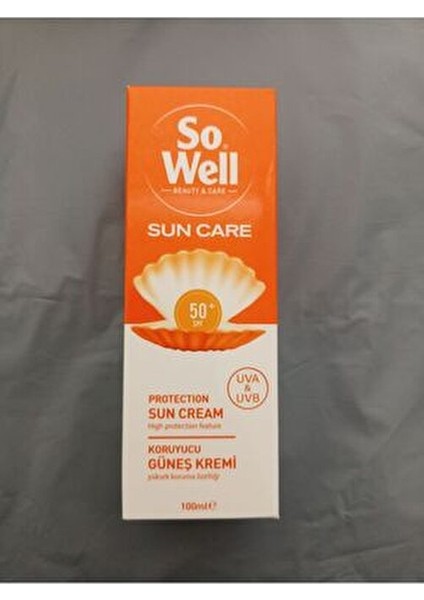 So
Well
BEAUTY & CARE
SUN CARE
50+
SPF
UVA
&
UVB
PROTECTION
SUN CREAM
High protection feature
KORUYUCU
GÜNEŞ KREMİ
yüksek koruma özelliği
100ml e